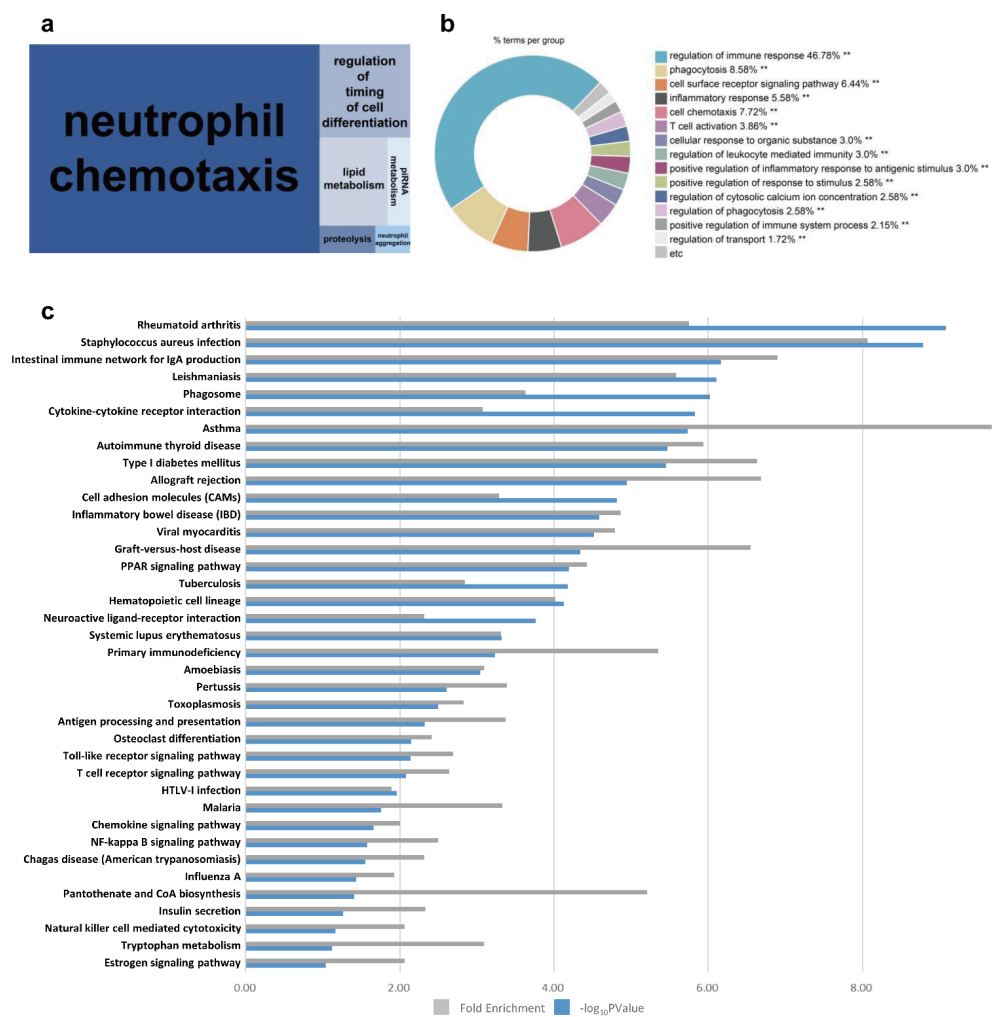 a
neutrophil
chemotaxis
regulation
of
timing
of cell
differentiation
lipid
metabolism
piRNA
metabolism
proteolysis
neutrophil
aggregation
b
% terms per group
regulation of immune response 46.78% **
phagocytosis 8.58% **
cell surface receptor signaling pathway 6.44% **
inflammatory response 5.58% **
cell chemotaxis 7.72% **
T cell activation 3.86% **
cellular response to organic substance 3.0% **
regulation of leukocyte mediated immunity 3.0% **
positive regulation of inflammatory response to antigenic stimulus 3.0% **
positive regulation of response to stimulus 2.58% **
regulation of cytosolic calcium ion concentration 2.58% **
regulation of phagocytosis 2.58% **
positive regulation of immune system process 2.15% **
regulation of transport 1.72% **
etc
c
Rheumatoid arthritis
Staphylococcus aureus infection
Intestinal immune network for IgA production
Leishmaniasis
Phagosome
Cytokine-cytokine receptor interaction
Asthma
Autoimmune thyroid disease
Type I diabetes mellitus
Allograft rejection
Cell adhesion molecules (CAMs)
Inflammatory bowel disease (IBD)
Viral myocarditis
Graft-versus-host disease
PPAR signaling pathway
Tuberculosis
Hematopoietic cell lineage
Neuroactive ligand-receptor interaction
Systemic lupus erythematosus
Primary immunodeficiency
Amoebiasis
Pertussis
Toxoplasmosis
Antigen processing and presentation
Osteoclast differentiation
Toll-like receptor signaling pathway
T cell receptor signaling pathway
HTLV-I infection
Malaria
Chemokine signaling pathway
NF-kappa B signaling pathway
Chagas disease (American trypanosomiasis)
Influenza A
Pantothenate and CoA biosynthesis
Insulin secretion
Natural killer cell mediated cytotoxicity
Tryptophan metabolism
Estrogen signaling pathway
0.00 2.00 4.00 6.00 8.00
Fold Enrichment -log₁₀PValue